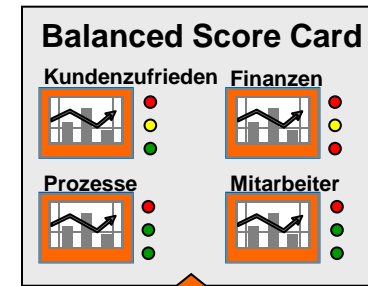 Balanced Score Card
Kundenzufrieden Finanzen
Prozesse Mitarbeiter